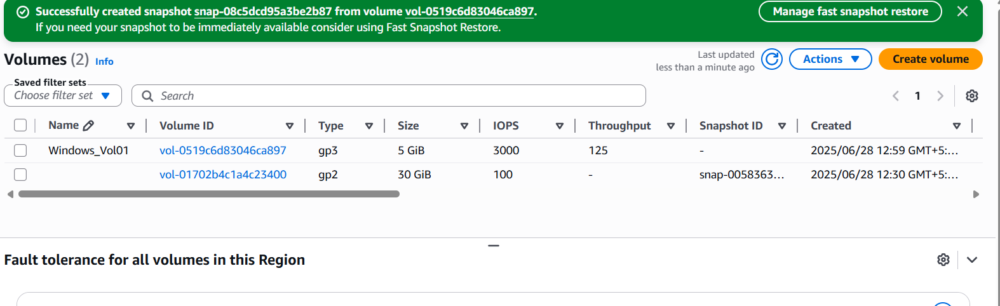 Successfully created snapshot snap-08c5dcd95a3be2b87 from volume vol-0519c6d83046ca897.
If you need your snapshot to be immediately available consider using Fast Snapshot Restore.
Manage fast snapshot restore
Volumes (2) Info
Last updated
less than a minute ago
Actions
Create volume
Saved filter sets
Choose filter set
Search
1
Name Volume ID Type Size IOPS Throughput Snapshot ID Created
Windows_Vol01 vol-0519c6d83046ca897 gp3 5 GiB 3000 125 - 2025/06/28 12:59 GMT+5:...
vol-01702b4c1a4c23400 gp2 30 GiB 100 - snap-0058363... 2025/06/28 12:30 GMT+5:...
Fault tolerance for all volumes in this Region